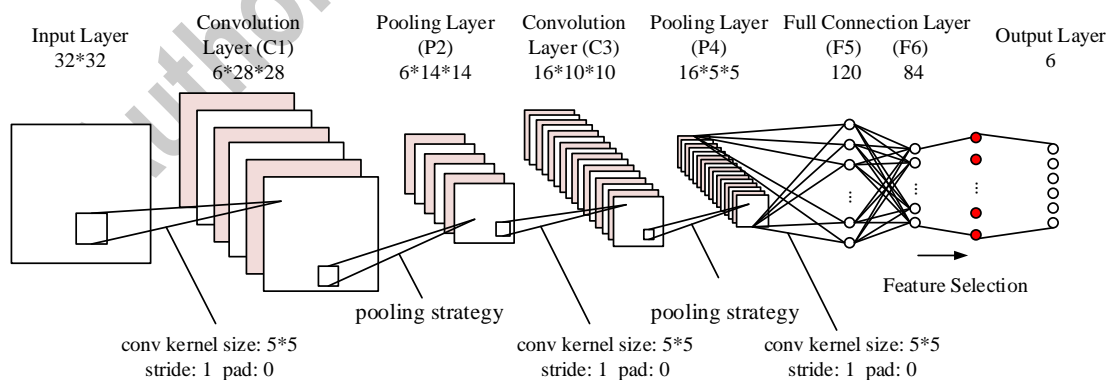 Input Layer
32*32
Convolution
Layer (C1)
6*28*28
Pooling Layer
(P2)
6*14*14
Convolution
Layer (C3)
16*10*10
Pooling Layer
(P4)
16*5*5
Full Connection Layer
(F5) (F6)
120 84
Output Layer
6
Feature Selection
pooling strategy
pooling strategy
conv kernel size: 5*5
stride: 1 pad: 0
conv kernel size: 5*5
stride: 1 pad: 0
conv kernel size: 5*5
stride: 1 pad: 0